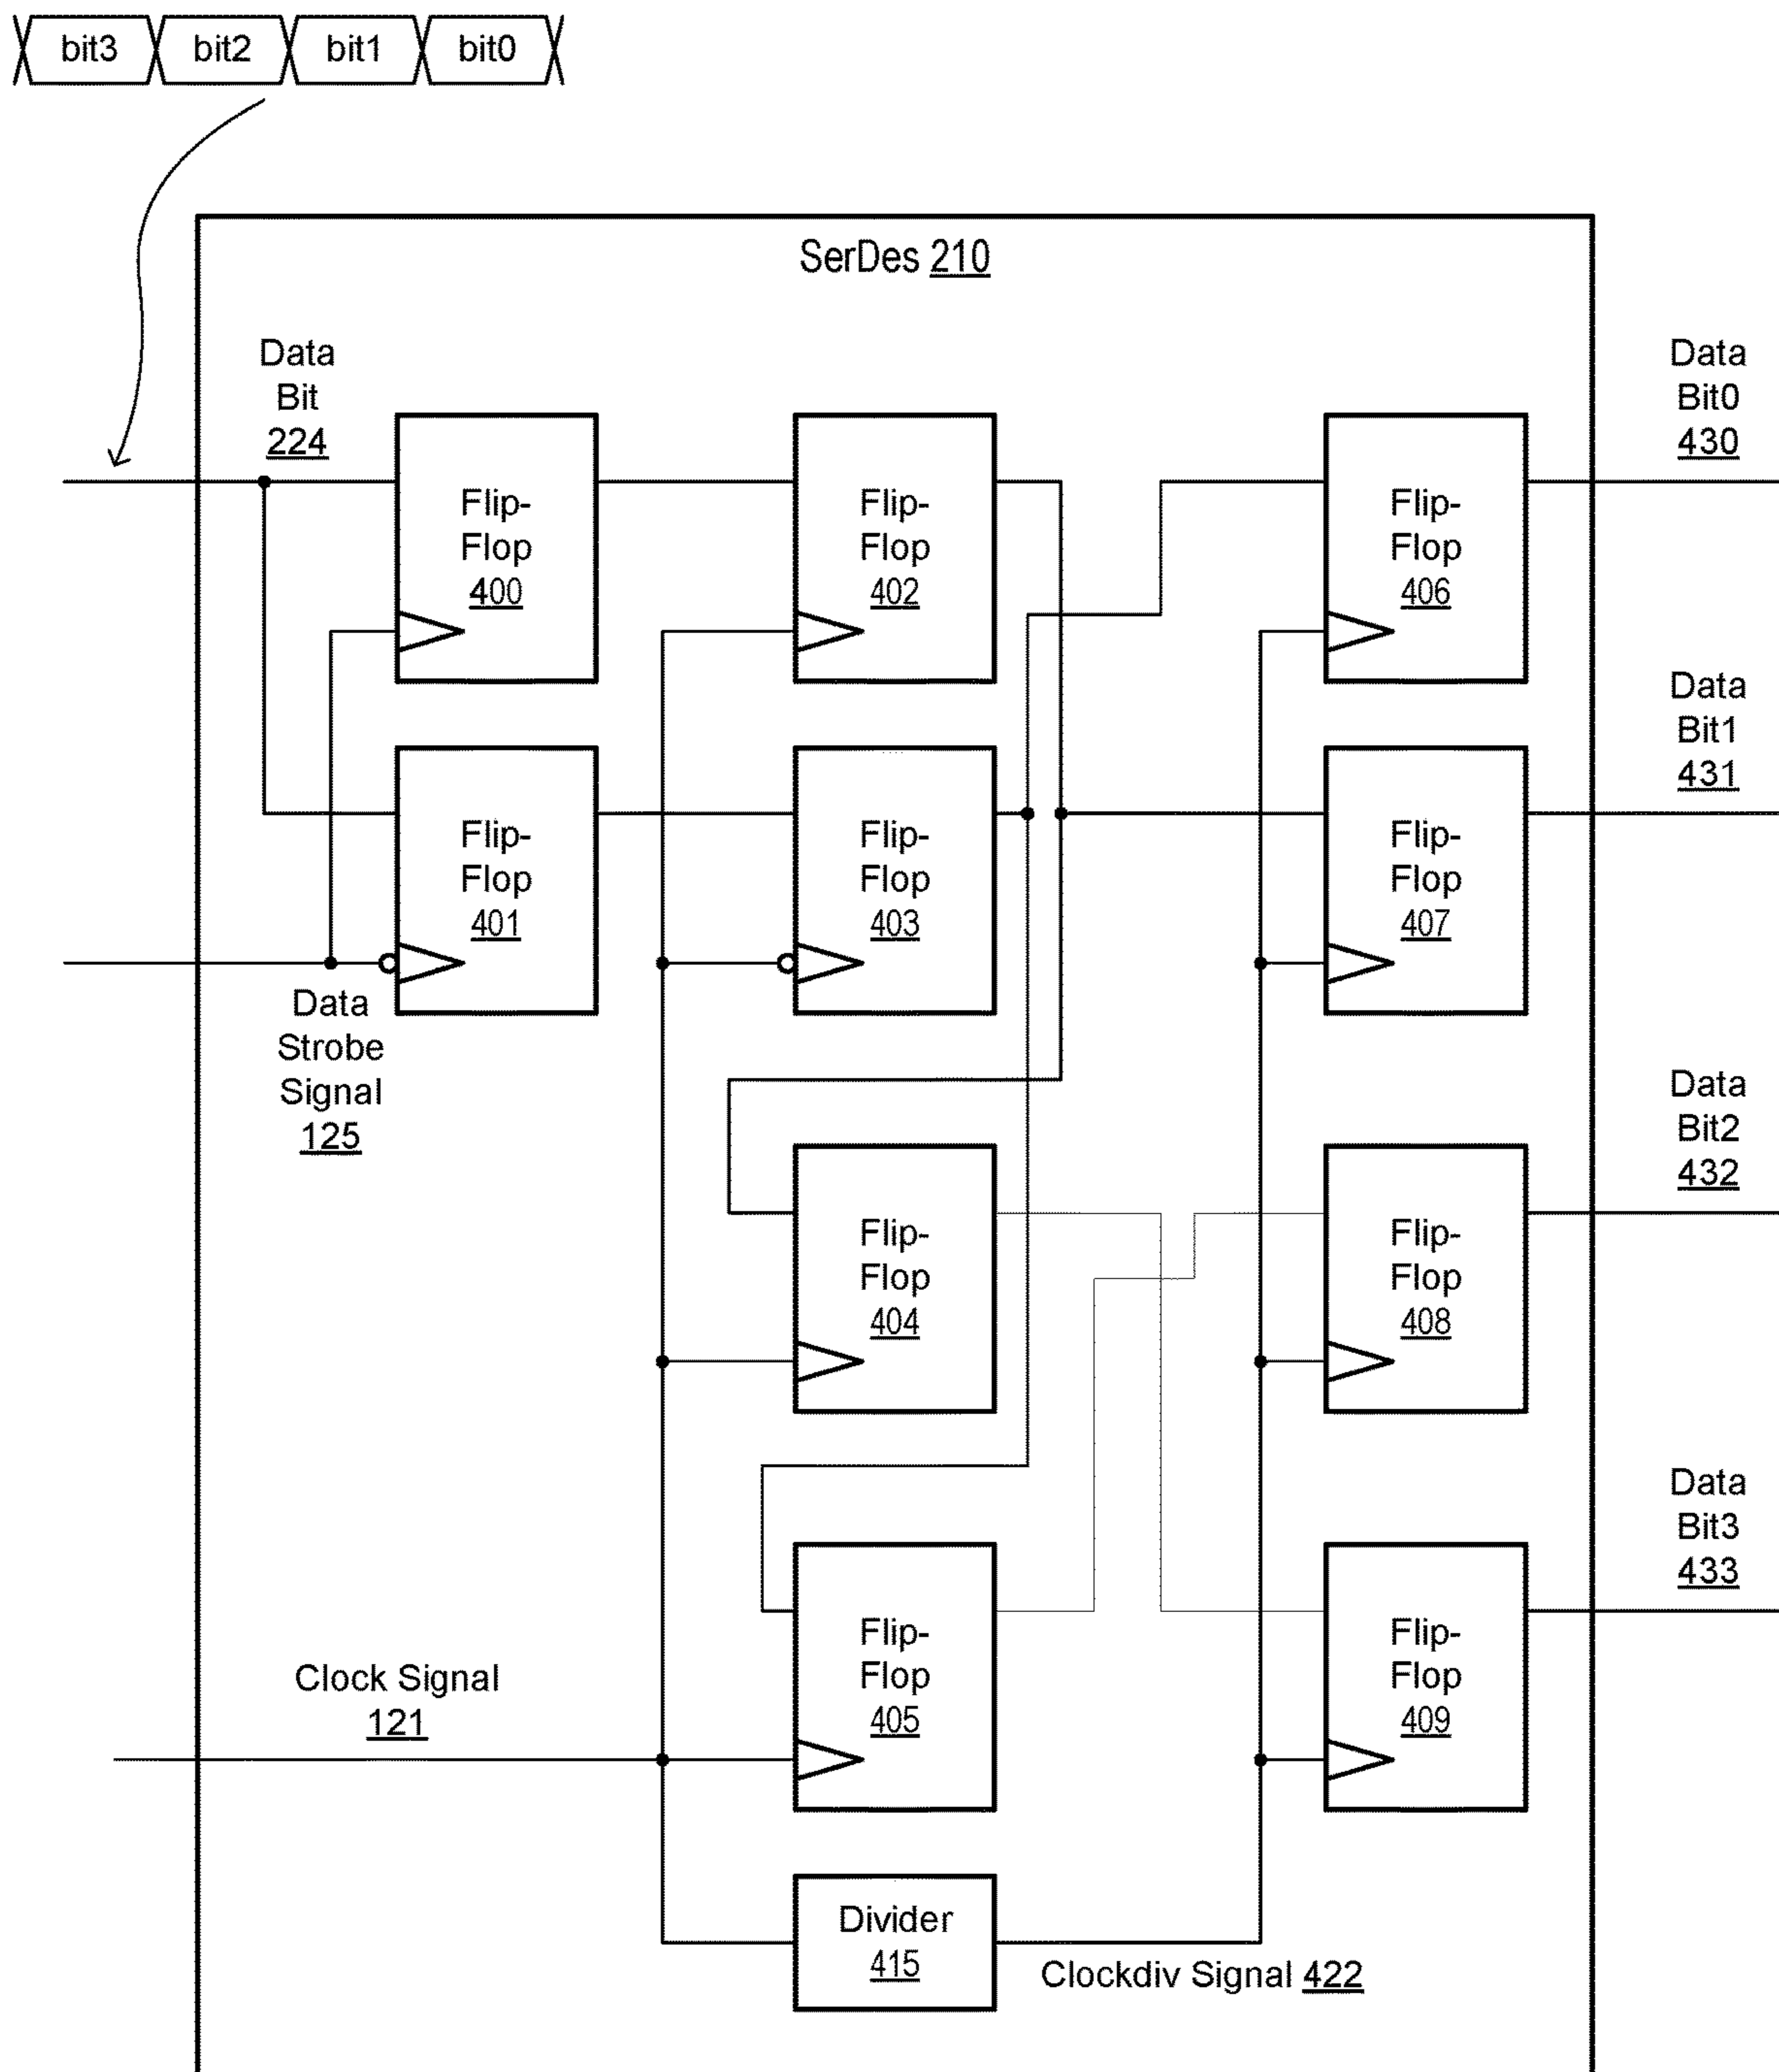 bit3 bit2 bit1 bit0
SerDes 210
Data
Bit
224
Data
Bit0
430
Flip-
Flop
400
Flip-
Flop
402
Flip-
Flop
406
Data
Bit1
431
Flip-
Flop
401
Flip-
Flop
403
Flip-
Flop
407
Data
Strobe
Signal
125
Data
Bit2
432
Flip-
Flop
404
Flip-
Flop
408
Data
Bit3
433
Clock Signal
121
Flip-
Flop
405
Flip-
Flop
409
Divider
415
Clockdiv Signal 422